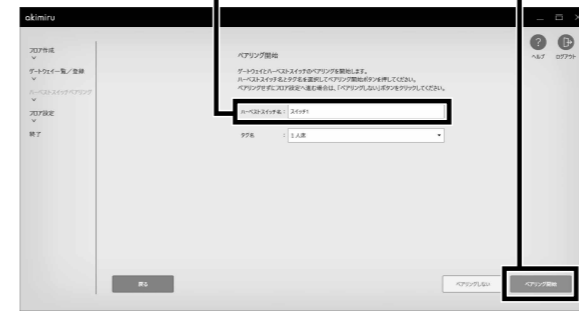 akimiru
フロア作成
ゲートウェイ一覧/登録
ハーベストスイッチペアリング
フロア設定
終了
ヘルプ
ログアウト
ペアリング開始
ゲートウェイとハーベストスイッチのペアリングを開始します。
ハーベストスイッチ名とタグ名を選択してペアリング開始ボタンを押してください。
ペアリングせずにフロア設定へ進む場合は、「ペアリングしない」ボタンをクリックしてください。
ハーベストスイッチ名: スイッチ1
タグ名 : 1人席
戻る
ペアリングしない
ペアリング開始